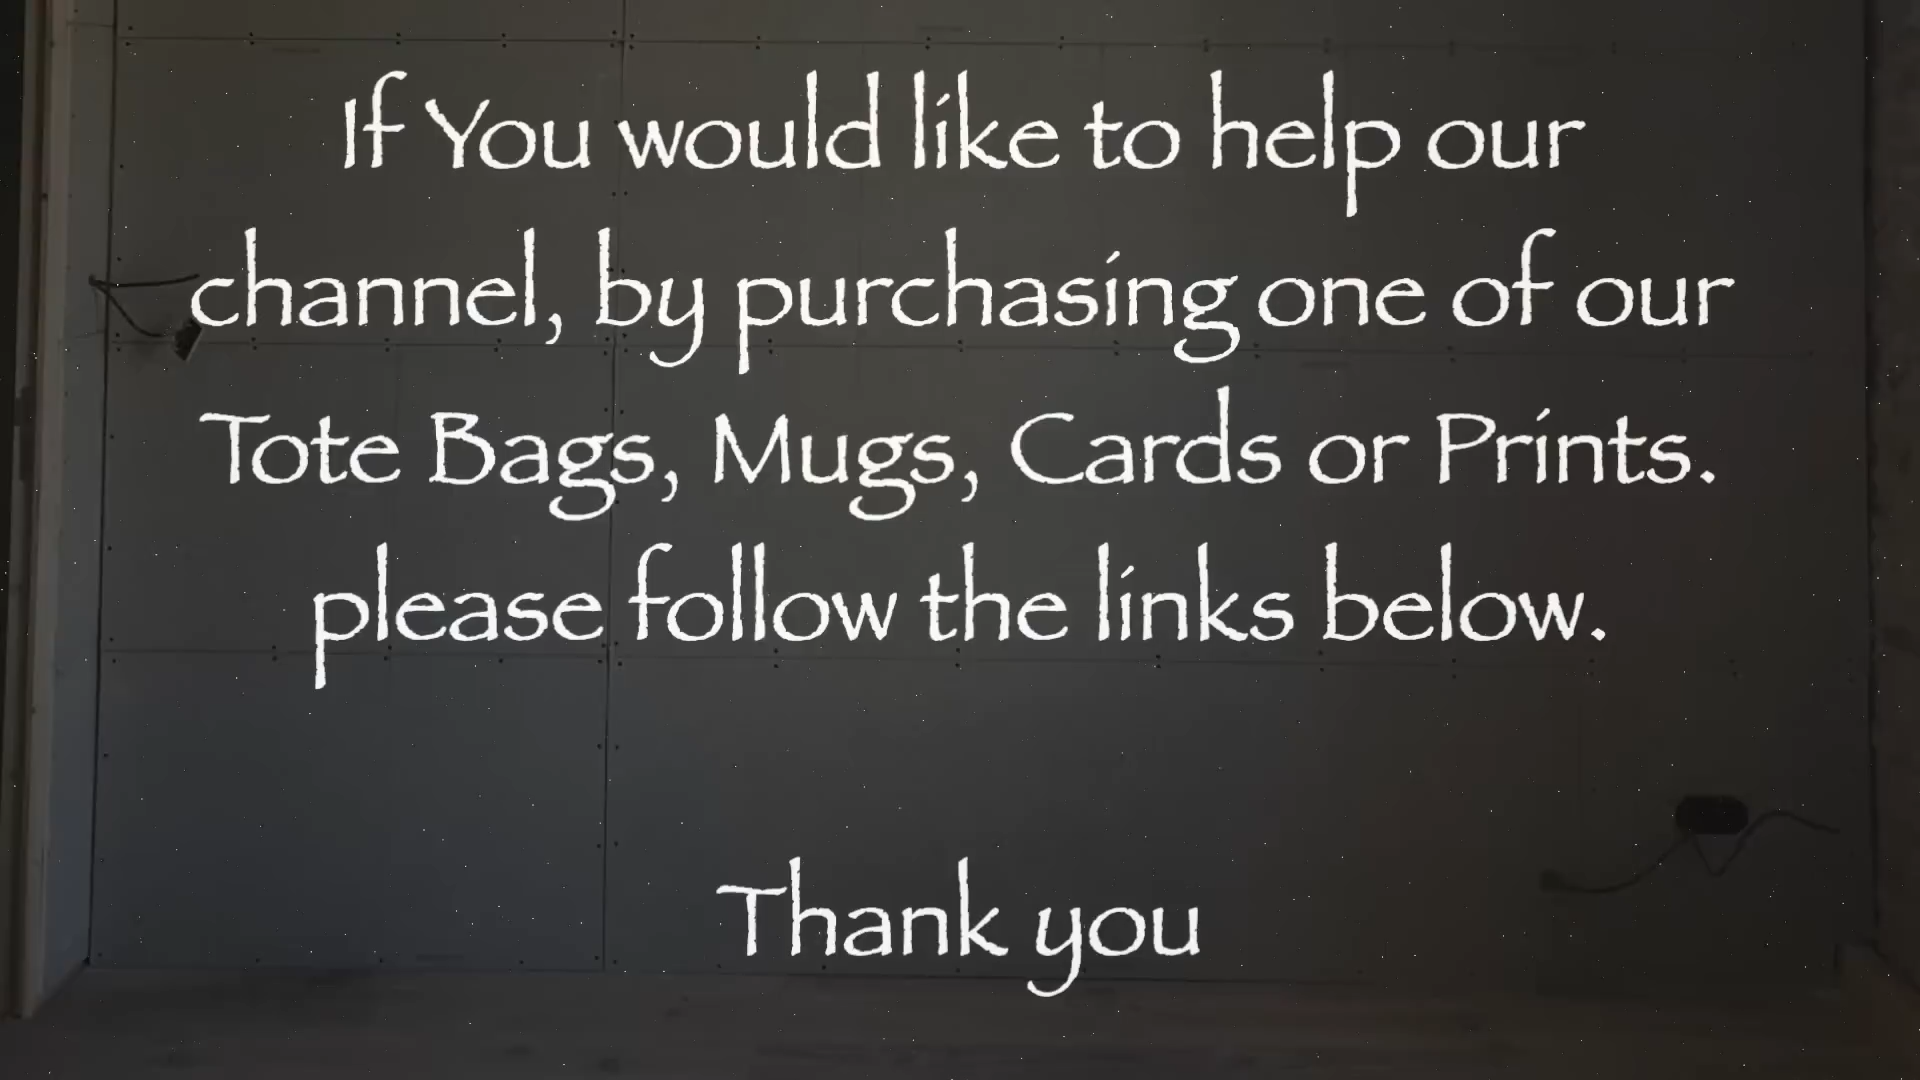 If You would like to help our
channel, by purchasing one of our
Tote Bags, Mugs, Cards or Prints.
please follow the links below.
Thank you